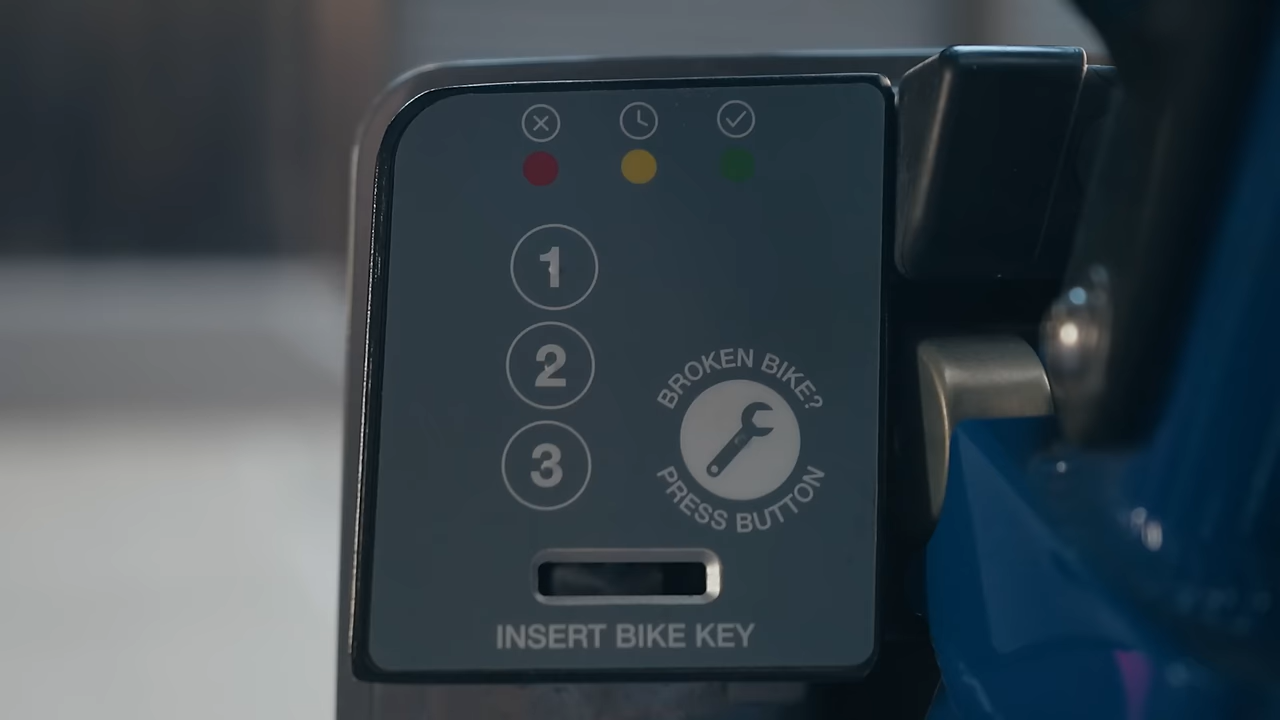 1
2
3
BROKEN BIKE?
PRESS BUTTON
INSERT BIKE KEY